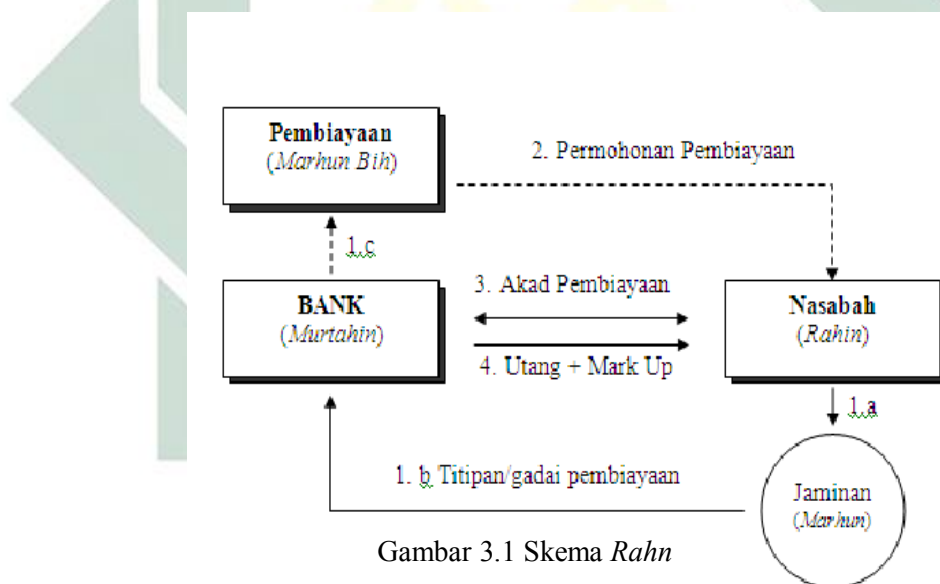 Pembiayaan
(Marhun Bih)
2. Permohonan Pembiayaan
1.c
BANK
(Murtahin)
3. Akad Pembiayaan
4. Utang + Mark Up
Nasabah
(Rahin)
1.a
1. b Titipan/gadai pembiayaan
Jaminan
(Marhun)
Gambar 3.1 Skema Rahn